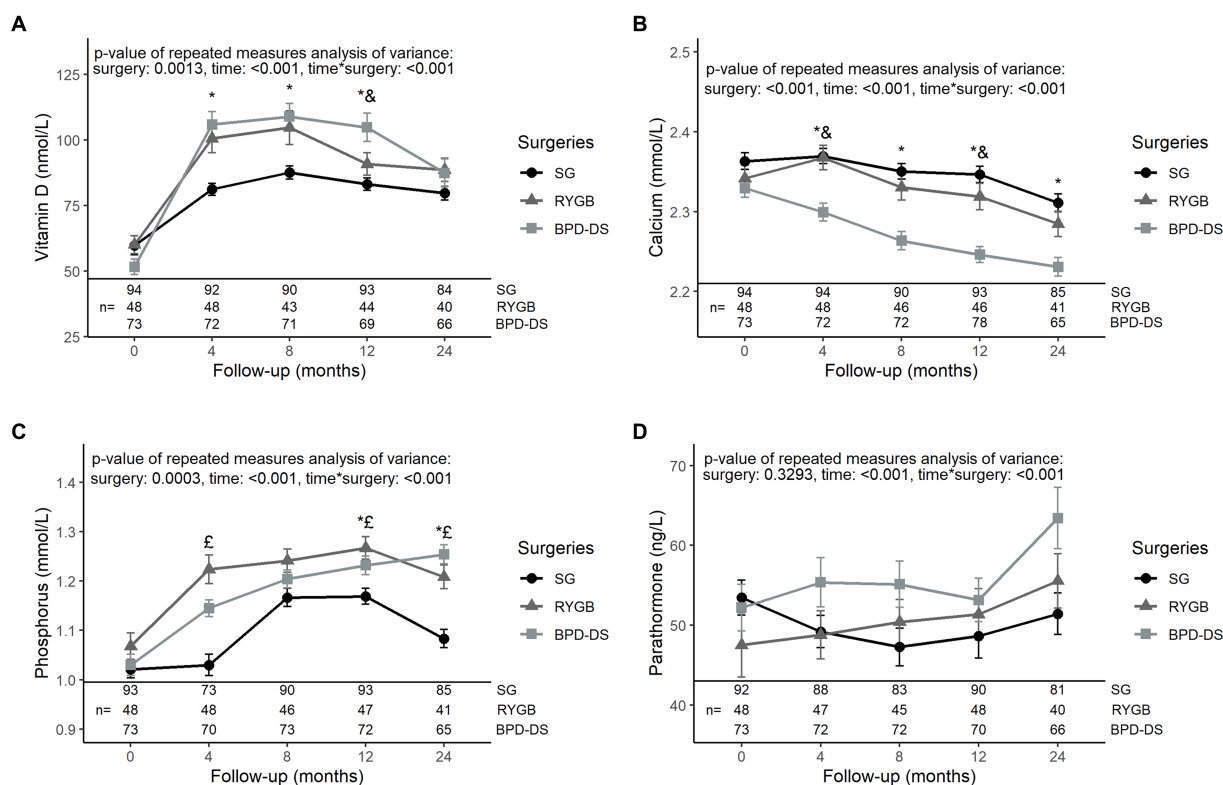 A
p-value of repeated measures analysis of variance:
surgery: 0.0013, time: <0.001, time*surgery: <0.001
Vitamin D (nmol/L)
125
100
75
50
25
* * *&
Surgeries
SG
RYGB
BPD-DS
94 92 90 93 84 SG
n= 48 48 43 44 40 RYGB
73 72 71 69 66 BPD-DS
0 4 8 12 24
Follow-up (months)
B
p-value of repeated measures analysis of variance:
surgery: <0.001, time: <0.001, time*surgery: <0.001
Calcium (mmol/L)
2.5
2.4
2.3
2.2
*& * *& *
Surgeries
SG
RYGB
BPD-DS
94 94 90 93 85 SG
n= 48 48 46 46 41 RYGB
73 72 72 78 65 BPD-DS
0 4 8 12 24
Follow-up (months)
C
p-value of repeated measures analysis of variance:
surgery: 0.0003, time: <0.001, time*surgery: <0.001
Phosphorus (mmol/L)
1.4
1.3
1.2
1.1
1.0
0.9
£ *£ *£
Surgeries
SG
RYGB
BPD-DS
93 73 90 93 85 SG
n= 48 48 46 47 41 RYGB
73 70 73 72 65 BPD-DS
0 4 8 12 24
Follow-up (months)
D
p-value of repeated measures analysis of variance:
surgery: 0.3293, time: <0.001, time*surgery: <0.001
Parathormone (ng/L)
70
60
50
40
Surgeries
SG
RYGB
BPD-DS
92 88 83 90 81 SG
n= 48 47 45 48 40 RYGB
73 72 72 70 66 BPD-DS
0 4 8 12 24
Follow-up (months)